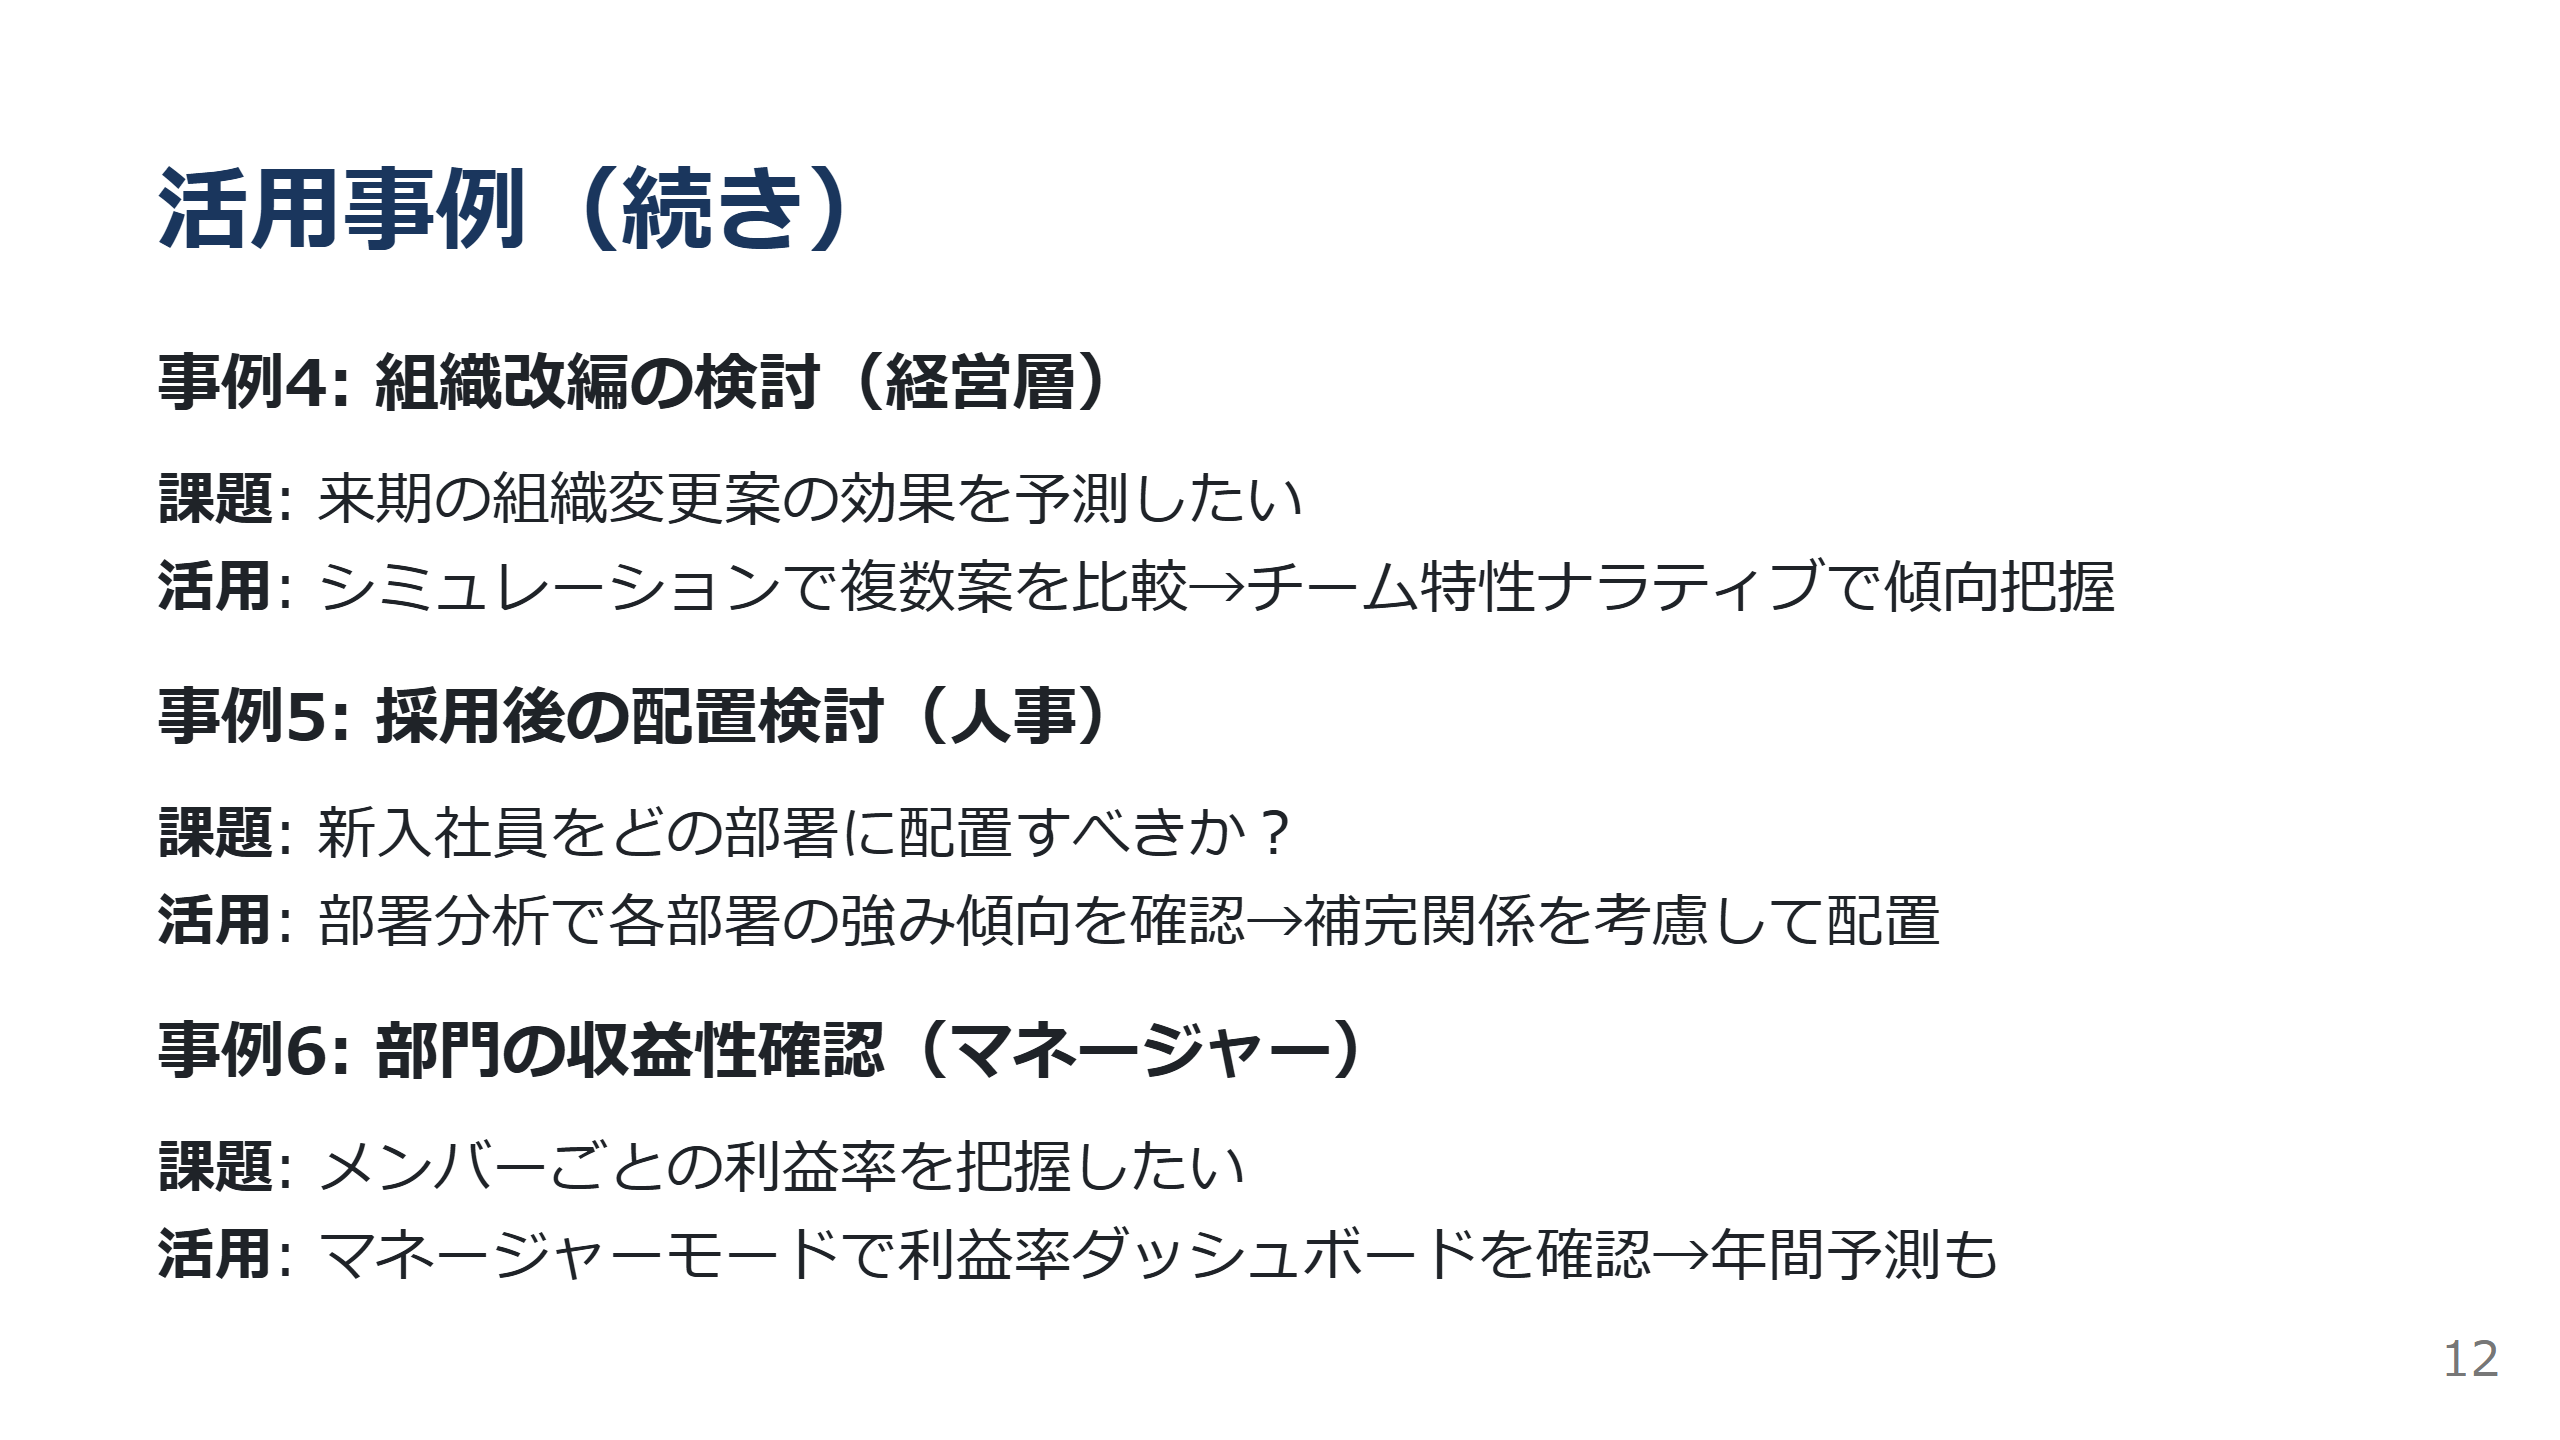 活用事例（続き）
事例4: 組織改編の検討（経営層）
課題: 来期の組織変更案の効果を予測したい
活用: シミュレーションで複数案を比較→チーム特性ナラティブで傾向把握
事例5: 採用後の配置検討（人事）
課題: 新入社員をどの部署に配置すべきか？
活用: 部署分析で各部署の強み傾向を確認→補完関係を考慮して配置
事例6: 部門の収益性確認（マネージャー）
課題: メンバーごとの利益率を把握したい
活用: マネージャーモードで利益率ダッシュボードを確認→年間予測も
12